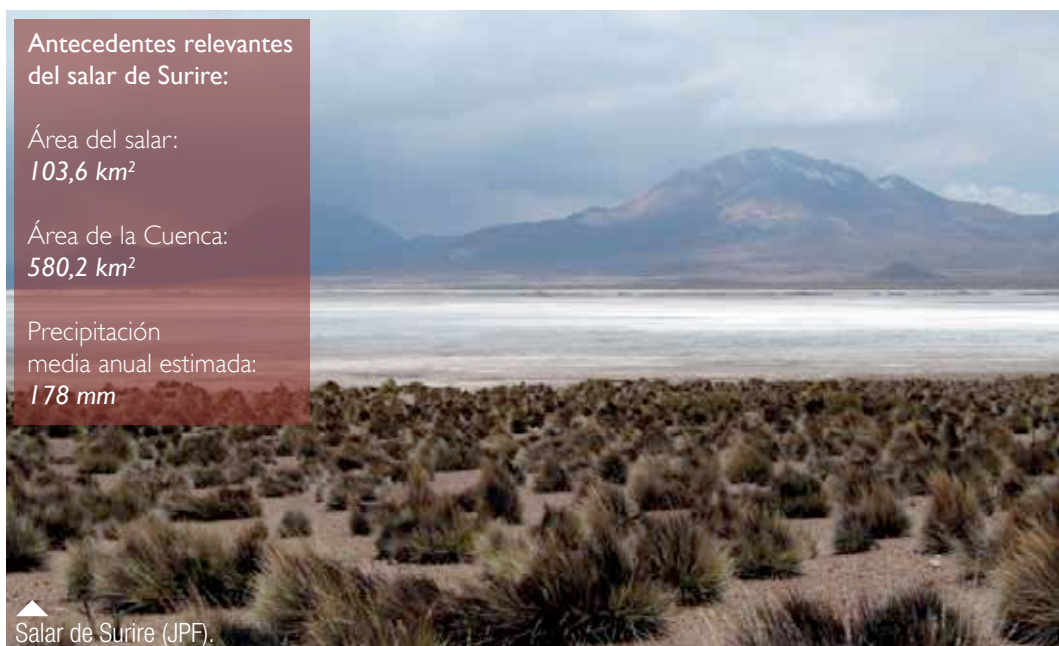 Antecedentes relevantes
del salar de Surire:
Área del salar:
103,6 km²
Área de la Cuenca:
580,2 km²
Precipitación
media anual estimada:
178 mm
Salar de Surire (JPF).